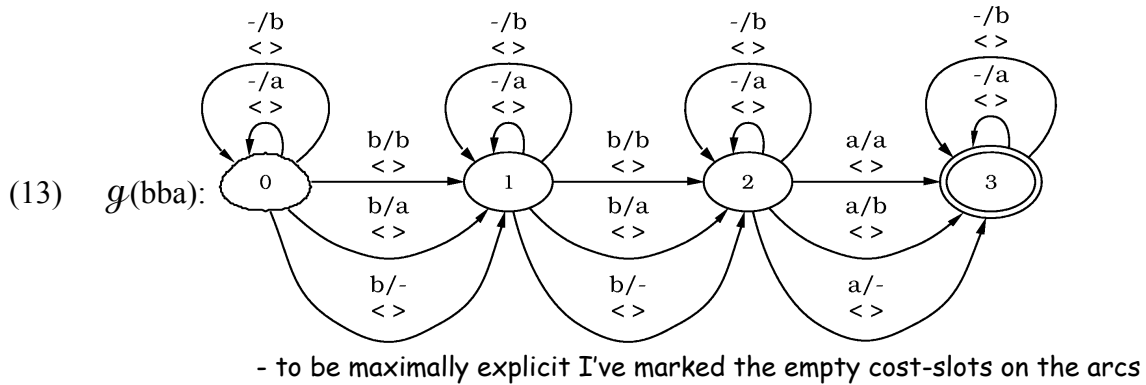 -/b -/b -/b -/b
< > < > < > < >
-/a -/a -/a -/a
< > < > < > < >
b/b b/b a/a
< > < > < >
(13) g(bba): 0 1 2 3
b/a b/a a/b
< > < > < >
b/- b/- a/-
< > < > < >
- to be maximally explicit I've marked the empty cost-slots on the arcs